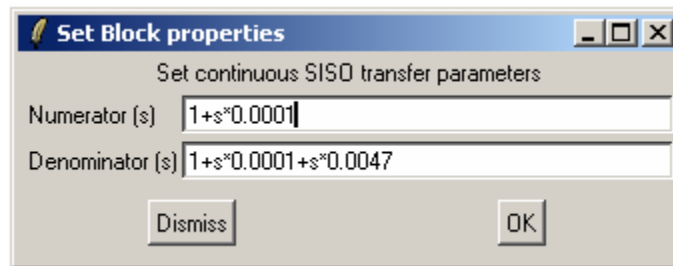 Set Block properties
Set continuous SISO transfer parameters
Numerator (s) 1+s*0.0001
Denominator (s) 1+s*0.0001+s*0.0047
Dismiss OK